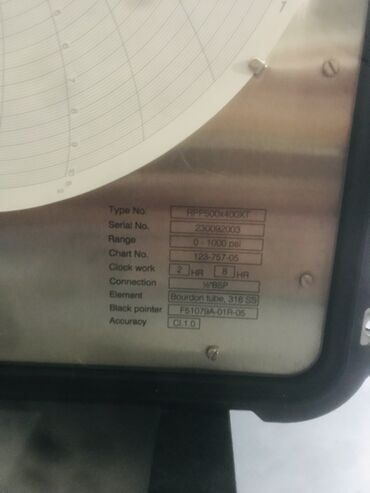 1
Type No. RPP500x400XT
Serial No. 230092003
Range 0 - 1000 psi
Chart No. 123-757-05
Clock work 2 HR 8 HR
Connection ½"BSP
Element Bourdon tube, 316 SS
Black pointer F51079A-01R-05
Accuracy Cl.1.0